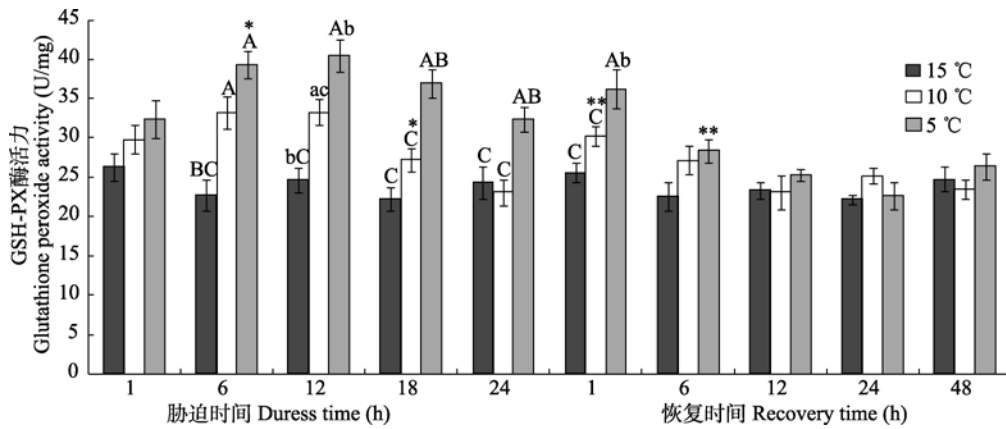 GSH-PX酶活力
Glutathione peroxide activity (U/mg)
45
40
35
30
25
20
15
10
5
0
BC
A
*
A
bC
ac
Ab
C
*
C
AB
C
C
AB
C
**
C
Ab
**
15 ℃
10 ℃
5 ℃
1 6 12 18 24 1 6 12 24 48
胁迫时间 Duress time (h) 恢复时间 Recovery time (h)